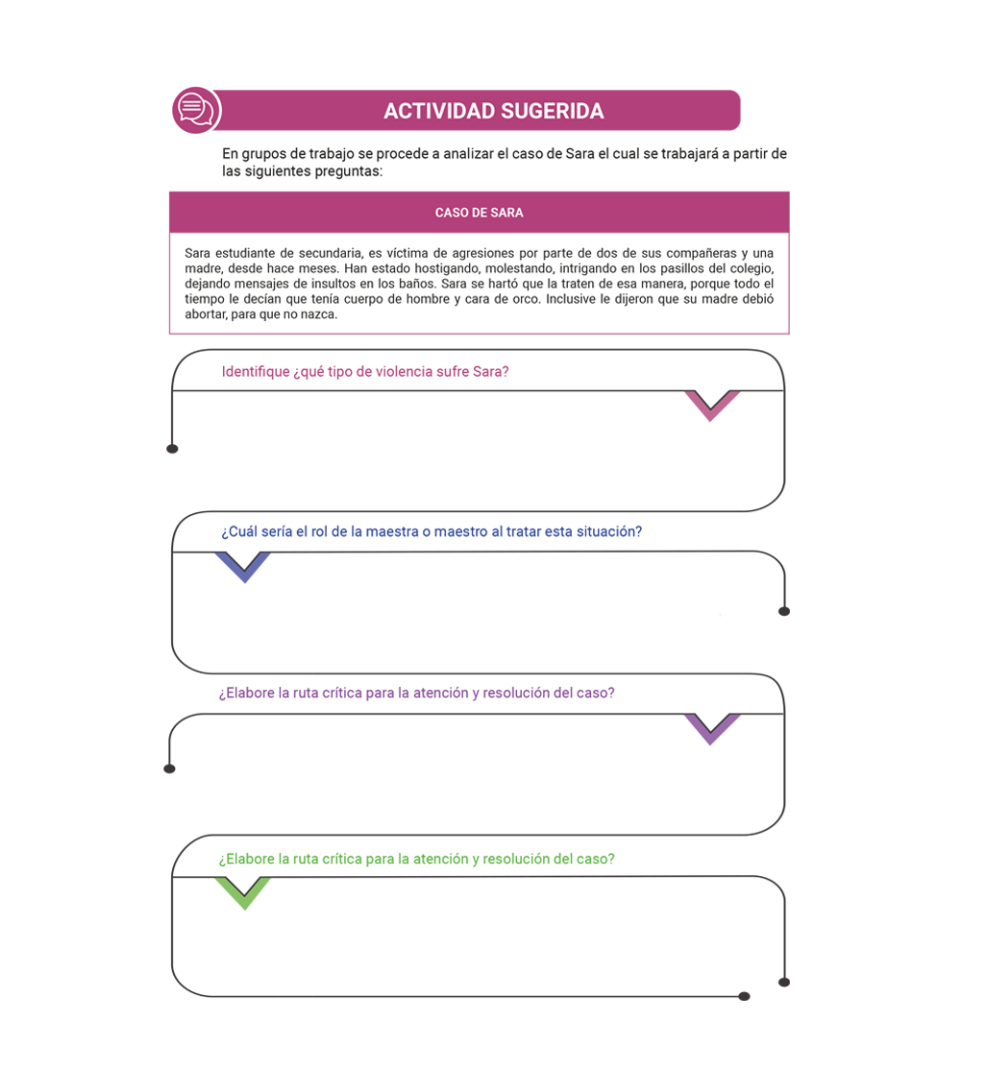 ACTIVIDAD SUGERIDA
En grupos de trabajo se procede a analizar el caso de Sara el cual se trabajará a partir de
las siguientes preguntas:
CASO DE SARA
Sara estudiante de secundaria, es víctima de agresiones por parte de dos de sus compañeras y una
madre, desde hace meses. Han estado hostigando, molestando, intrigando en los pasillos del colegio,
dejando mensajes de insultos en los baños. Sara se hartó que la traten de esa manera, porque todo el
tiempo le decían que tenía cuerpo de hombre y cara de orco. Inclusive le dijeron que su madre debió
abortar, para que no nazca.
Identifique ¿qué tipo de violencia sufre Sara?
¿Cuál sería el rol de la maestra o maestro al tratar esta situación?
¿Elabore la ruta crítica para la atención y resolución del caso?
¿Elabore la ruta crítica para la atención y resolución del caso?